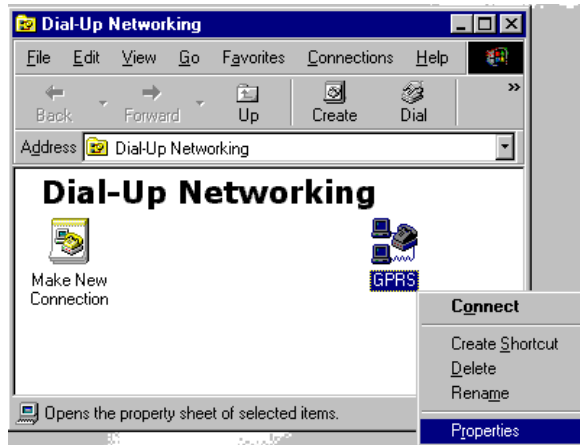 Dial-Up Networking
File Edit View Go Favorites Connections Help
Back Forward Up Create Dial »
Address Dial-Up Networking
Dial-Up Networking
Make New
Connection
GPRS
Connect
Create Shortcut
Delete
Rename
Opens the property sheet of selected items.
Properties